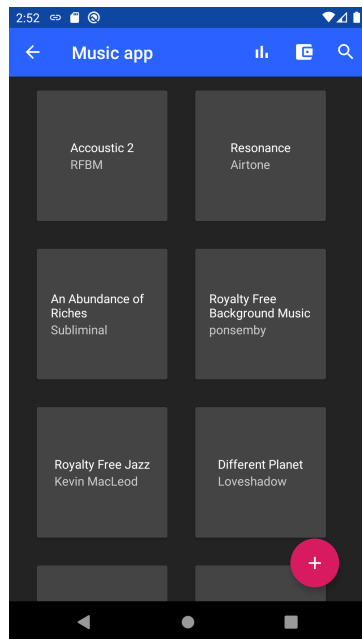 2:52
Music app
Accoustic 2
RFBM
Resonance
Airtone
An Abundance of
Riches
Subliminal
Royalty Free
Background Music
ponsemby
Royalty Free Jazz
Kevin MacLeod
Different Planet
Loveshadow